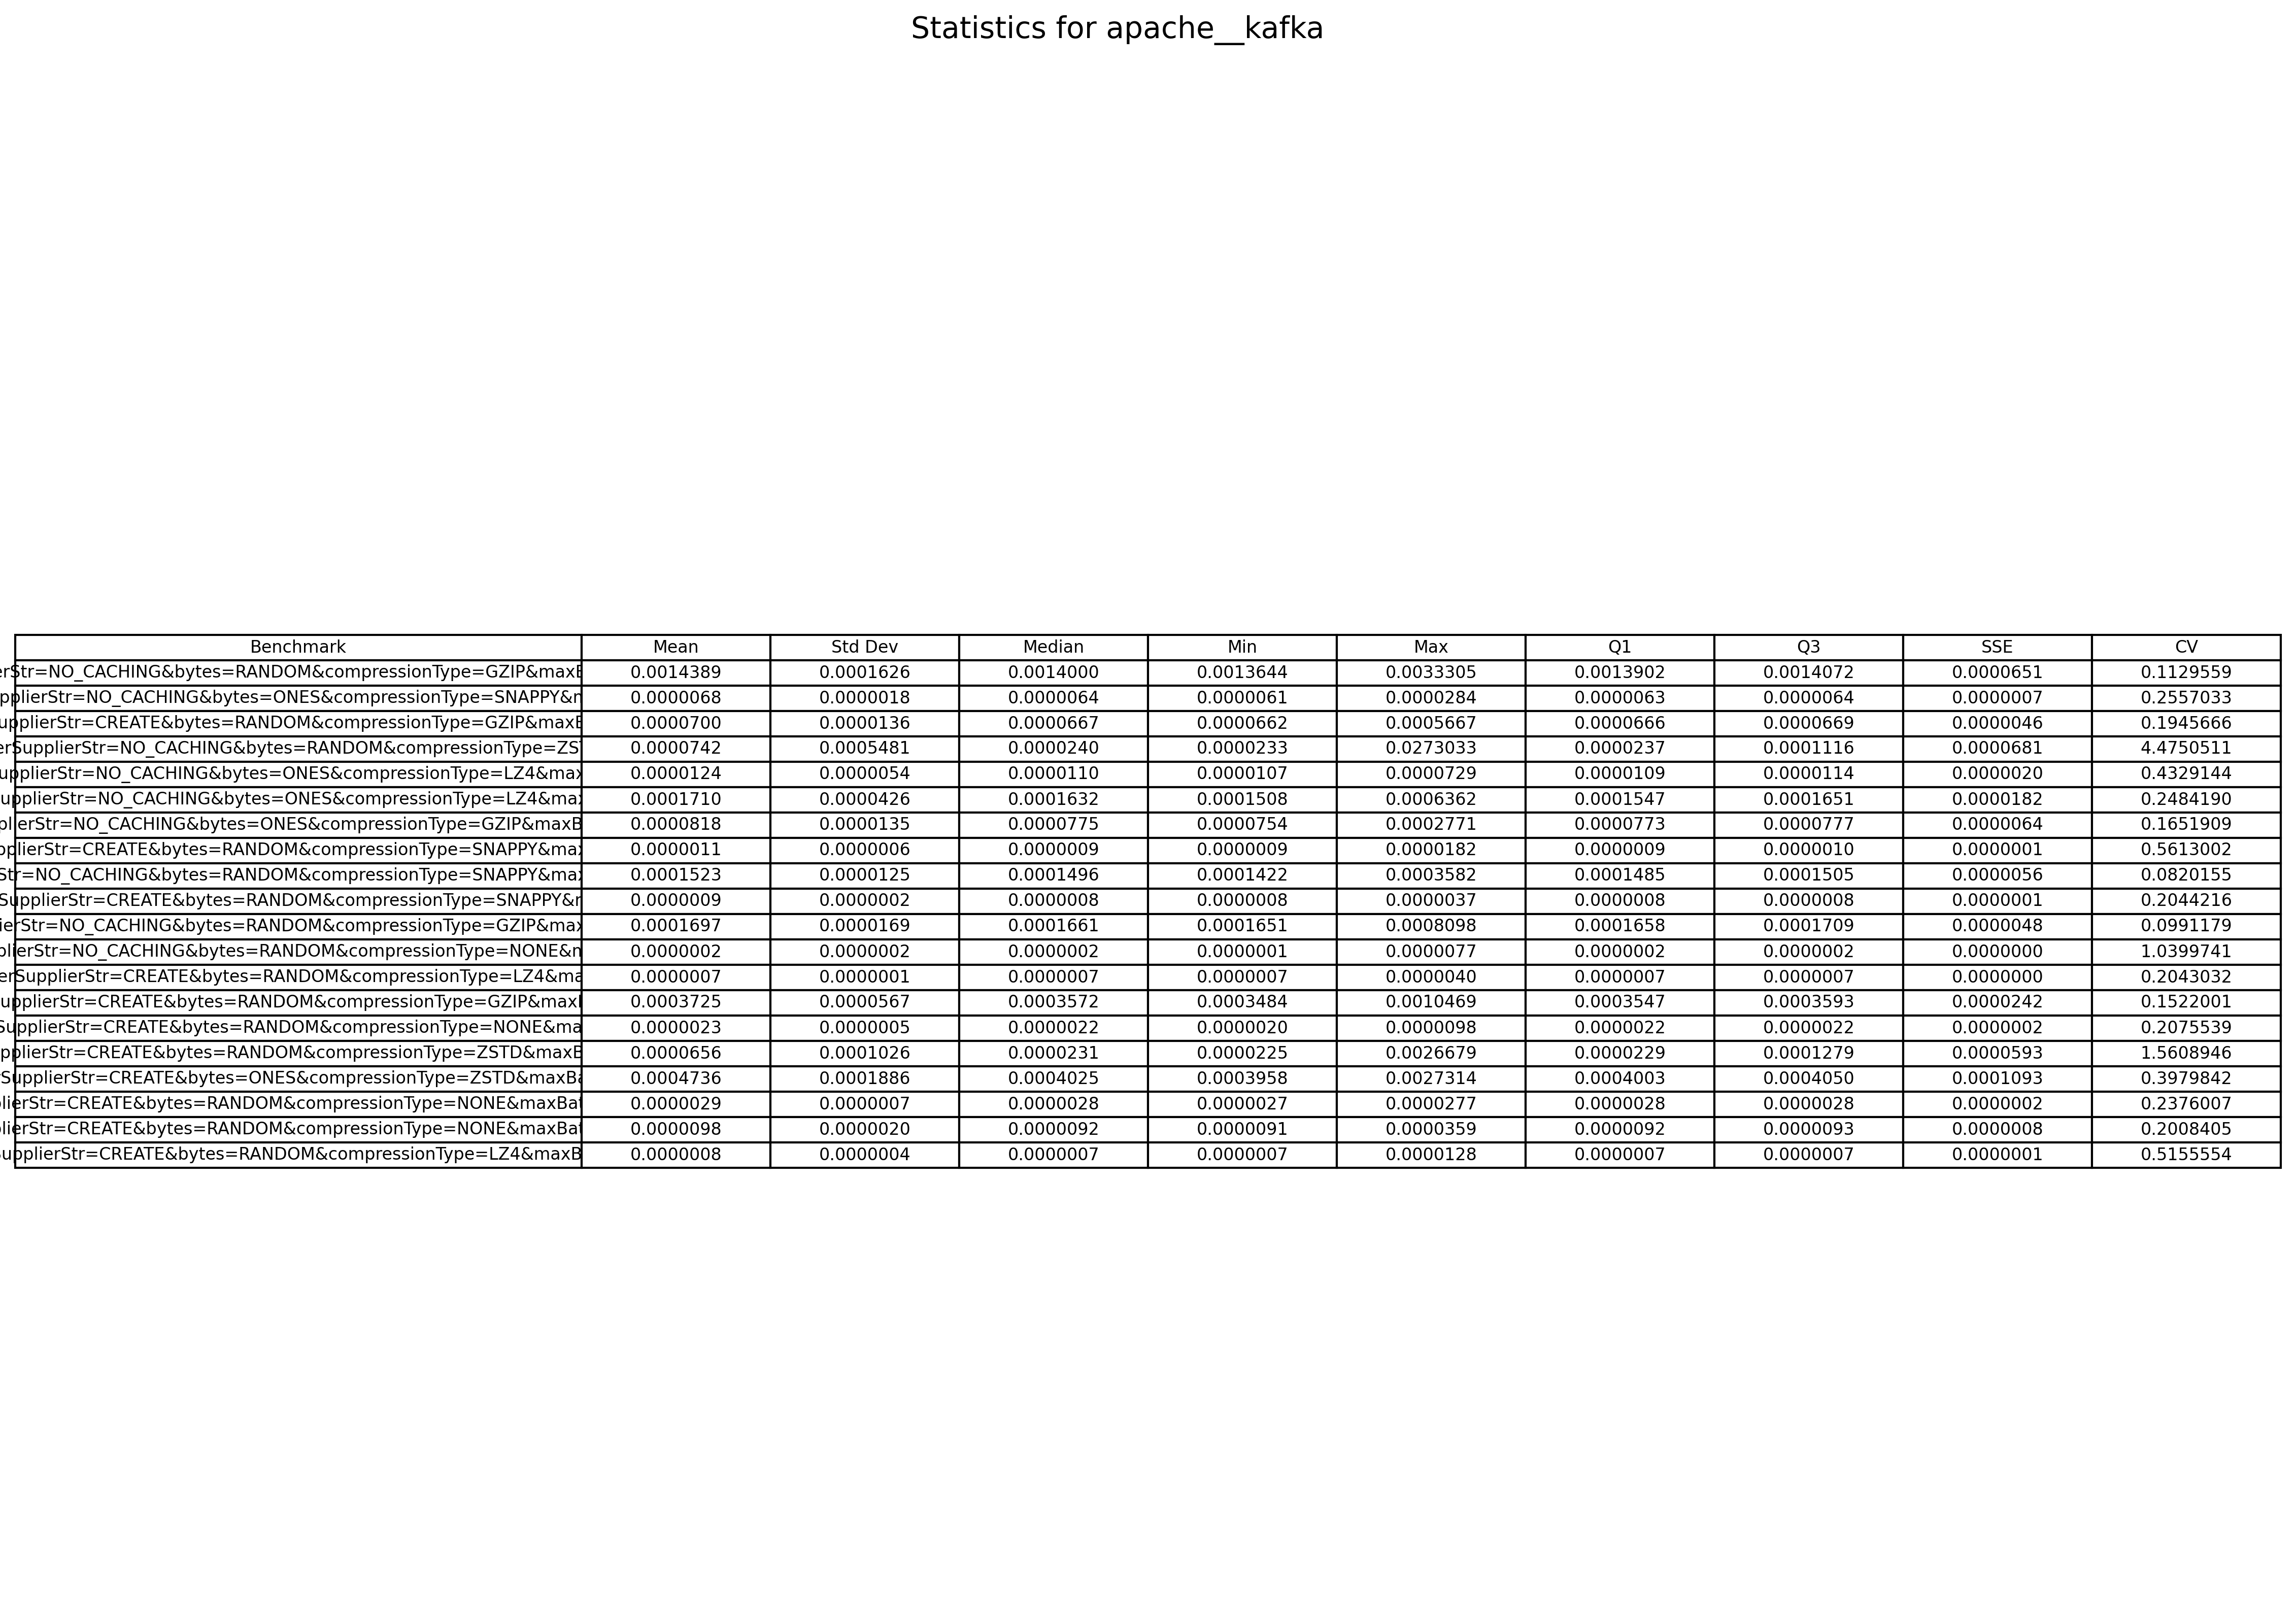 Statistics for apache__kafka
Benchmark Mean Std Dev Median Min Max Q1 Q3 SSE CV
erStr=NO_CACHING&bytes=RANDOM&compressionType=GZIP&maxB 0.0014389 0.0001626 0.0014000 0.0013644 0.0033305 0.0013902 0.0014072 0.0000651 0.1129559
pplierStr=NO_CACHING&bytes=ONES&compressionType=SNAPPY&m 0.0000068 0.0000018 0.0000064 0.0000061 0.0000284 0.0000063 0.0000064 0.0000007 0.2557033
upplierStr=CREATE&bytes=RANDOM&compressionType=GZIP&maxB 0.0000700 0.0000136 0.0000667 0.0000662 0.0005667 0.0000666 0.0000669 0.0000046 0.1945666
erSupplierStr=NO_CACHING&bytes=RANDOM&compressionType=ZST 0.0000742 0.0005481 0.0000240 0.0000233 0.0273033 0.0000237 0.0001116 0.0000681 4.4750511
upplierStr=NO_CACHING&bytes=ONES&compressionType=LZ4&max 0.0000124 0.0000054 0.0000110 0.0000107 0.0000729 0.0000109 0.0000114 0.0000020 0.4329144
upplierStr=NO_CACHING&bytes=ONES&compressionType=LZ4&max 0.0001710 0.0000426 0.0001632 0.0001508 0.0006362 0.0001547 0.0001651 0.0000182 0.2484190
plierStr=NO_CACHING&bytes=ONES&compressionType=GZIP&maxB 0.0000818 0.0000135 0.0000775 0.0000754 0.0002771 0.0000773 0.0000777 0.0000064 0.1651909
pplierStr=CREATE&bytes=RANDOM&compressionType=SNAPPY&max 0.0000011 0.0000006 0.0000009 0.0000009 0.0000182 0.0000009 0.0000010 0.0000001 0.5613002
Str=NO_CACHING&bytes=RANDOM&compressionType=SNAPPY&max 0.0001523 0.0000125 0.0001496 0.0001422 0.0003582 0.0001485 0.0001505 0.0000056 0.0820155
SupplierStr=CREATE&bytes=RANDOM&compressionType=SNAPPY&m 0.0000009 0.0000002 0.0000008 0.0000008 0.0000037 0.0000008 0.0000008 0.0000001 0.2044216
ierStr=NO_CACHING&bytes=RANDOM&compressionType=GZIP&max 0.0001697 0.0000169 0.0001661 0.0001651 0.0008098 0.0001658 0.0001709 0.0000048 0.0991179
plierStr=NO_CACHING&bytes=RANDOM&compressionType=NONE&m 0.0000002 0.0000002 0.0000002 0.0000001 0.0000077 0.0000002 0.0000002 0.0000000 1.0399741
erSupplierStr=CREATE&bytes=RANDOM&compressionType=LZ4&ma 0.0000007 0.0000001 0.0000007 0.0000007 0.0000040 0.0000007 0.0000007 0.0000000 0.2043032
upplierStr=CREATE&bytes=RANDOM&compressionType=GZIP&max 0.0003725 0.0000567 0.0003572 0.0003484 0.0010469 0.0003547 0.0003593 0.0000242 0.1522001
SupplierStr=CREATE&bytes=RANDOM&compressionType=NONE&ma 0.0000023 0.0000005 0.0000022 0.0000020 0.0000098 0.0000022 0.0000022 0.0000002 0.2075539
pplierStr=CREATE&bytes=RANDOM&compressionType=ZSTD&maxB 0.0000656 0.0001026 0.0000231 0.0000225 0.0026679 0.0000229 0.0001279 0.0000593 1.5608946
SupplierStr=CREATE&bytes=ONES&compressionType=ZSTD&maxBa 0.0004736 0.0001886 0.0004025 0.0003958 0.0027314 0.0004003 0.0004050 0.0001093 0.3979842
lierStr=CREATE&bytes=RANDOM&compressionType=NONE&maxBat 0.0000029 0.0000007 0.0000028 0.0000027 0.0000277 0.0000028 0.0000028 0.0000002 0.2376007
lierStr=CREATE&bytes=RANDOM&compressionType=NONE&maxBat 0.0000098 0.0000020 0.0000092 0.0000091 0.0000359 0.0000092 0.0000093 0.0000008 0.2008405
SupplierStr=CREATE&bytes=RANDOM&compressionType=LZ4&maxB 0.0000008 0.0000004 0.0000007 0.0000007 0.0000128 0.0000007 0.0000007 0.0000001 0.5155554